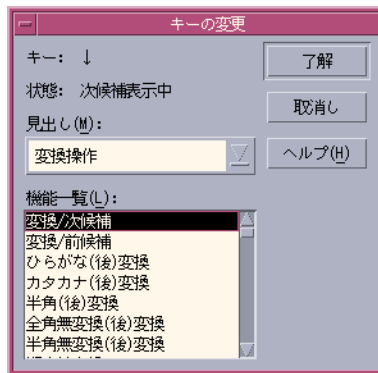 キーの変更
キー： ↓
状態： 次候補表示中
見出し(M)：
変換操作
機能一覧(L)：
変換/次候補
変換/前候補
ひらがな(後)変換
カタカナ(後)変換
半角(後)変換
全角無変換(後)変換
半角無変換(後)変換
了解
取消し
ヘルプ(H)